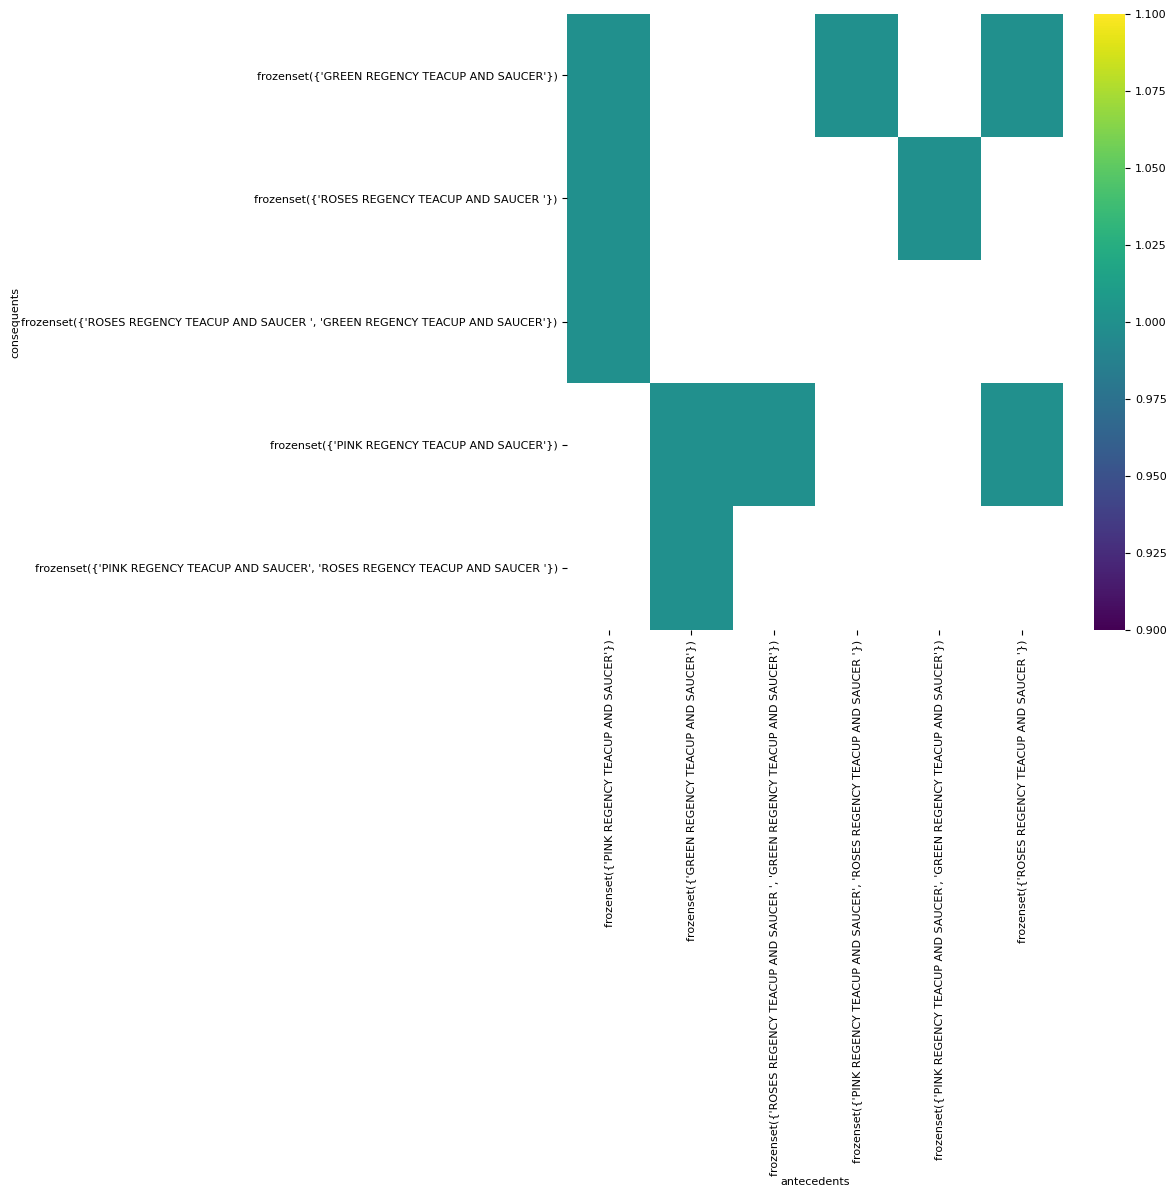 frozenset({'GREEN REGENCY TEACUP AND SAUCER'})
frozenset({'ROSES REGENCY TEACUP AND SAUCER '})
frozenset({'ROSES REGENCY TEACUP AND SAUCER ', 'GREEN REGENCY TEACUP AND SAUCER'})
frozenset({'PINK REGENCY TEACUP AND SAUCER'})
frozenset({'PINK REGENCY TEACUP AND SAUCER', 'ROSES REGENCY TEACUP AND SAUCER '})
consequents
frozenset({'PINK REGENCY TEACUP AND SAUCER'})
frozenset({'GREEN REGENCY TEACUP AND SAUCER'})
frozenset({'ROSES REGENCY TEACUP AND SAUCER ', 'GREEN REGENCY TEACUP AND SAUCER'})
frozenset({'PINK REGENCY TEACUP AND SAUCER', 'ROSES REGENCY TEACUP AND SAUCER '})
frozenset({'PINK REGENCY TEACUP AND SAUCER', 'GREEN REGENCY TEACUP AND SAUCER'})
frozenset({'ROSES REGENCY TEACUP AND SAUCER '})
antecedents
1.100
1.075
1.050
1.025
1.000
0.975
0.950
0.925
0.900